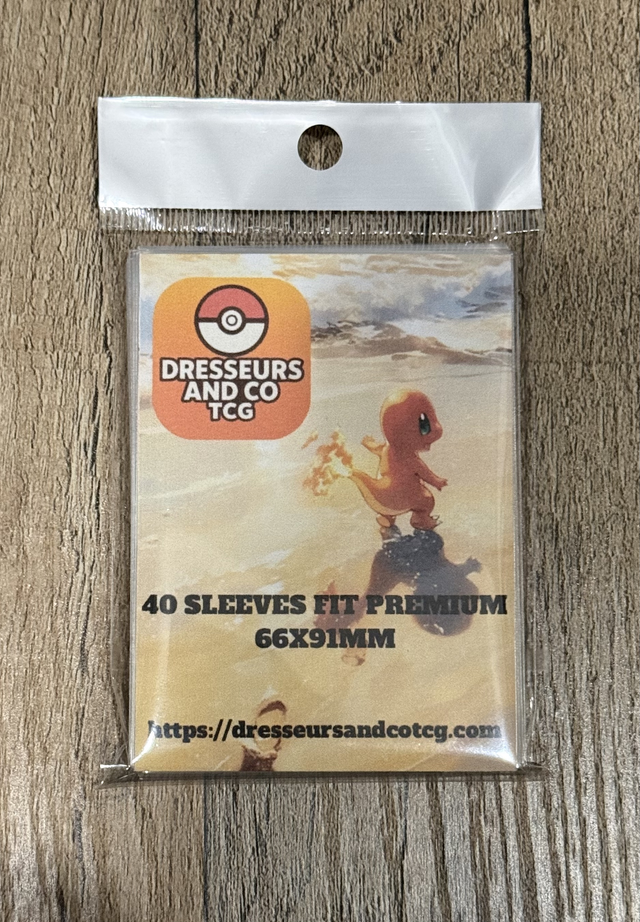 DRESSEURS
AND CO
TCG
40 SLEEVES FIT PREMIUM
66X91MM
https://dresseursandcotcg.com